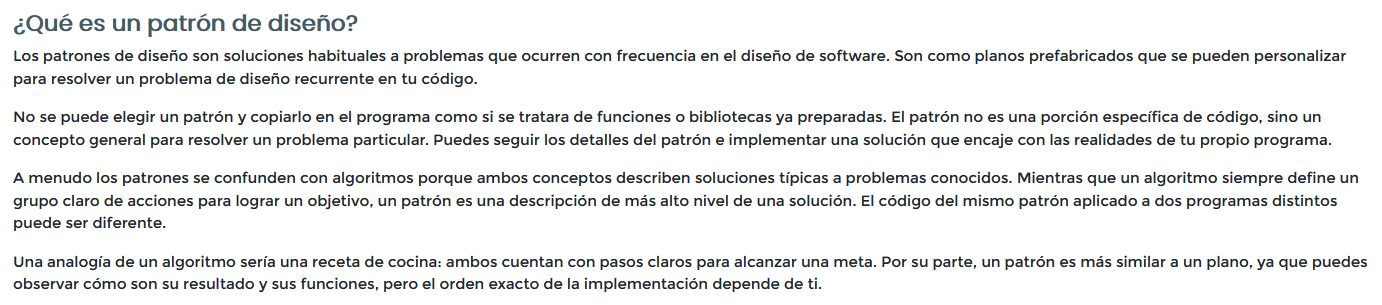 ¿Qué es un patrón de diseño?
Los patrones de diseño son soluciones habituales a problemas que ocurren con frecuencia en el diseño de software. Son como planos prefabricados que se pueden personalizar
para resolver un problema de diseño recurrente en tu código.
No se puede elegir un patrón y copiarlo en el programa como si se tratara de funciones o bibliotecas ya preparadas. El patrón no es una porción específica de código, sino un
concepto general para resolver un problema particular. Puedes seguir los detalles del patrón e implementar una solución que encaje con las realidades de tu propio programa.
A menudo los patrones se confunden con algoritmos porque ambos conceptos describen soluciones típicas a problemas conocidos. Mientras que un algoritmo siempre define un
grupo claro de acciones para lograr un objetivo, un patrón es una descripción de más alto nivel de una solución. El código del mismo patrón aplicado a dos programas distintos
puede ser diferente.
Una analogía de un algoritmo sería una receta de cocina: ambos cuentan con pasos claros para alcanzar una meta. Por su parte, un patrón es más similar a un plano, ya que puedes
observar cómo son su resultado y sus funciones, pero el orden exacto de la implementación depende de ti.